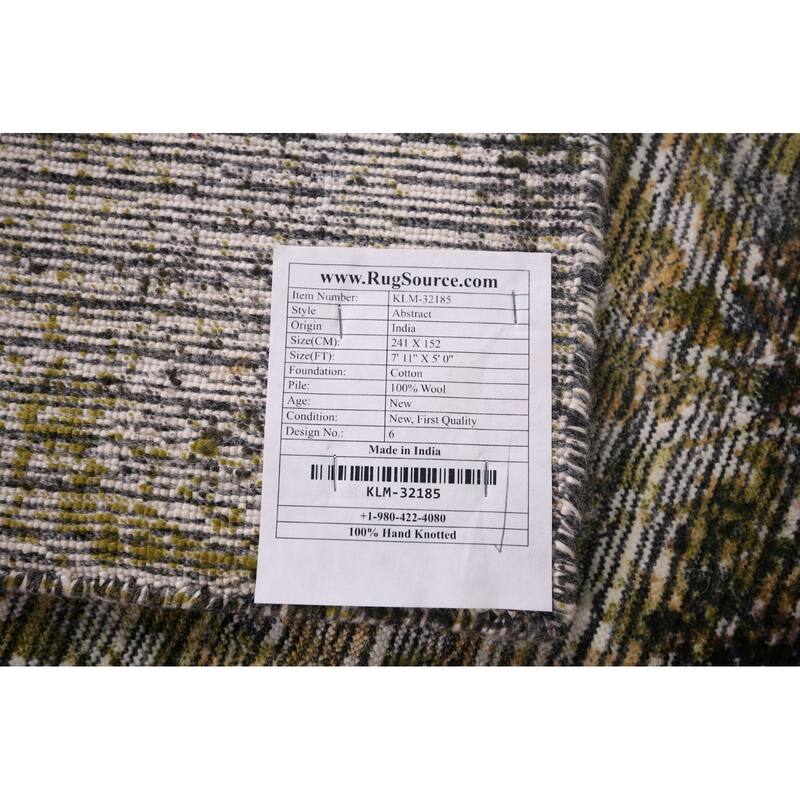 www.RugSource.com
Item Number: KLM-32185
Style Abstract
Origin India
Size(CM): 241 X 152
Size(FT): 7' 11" X 5' 0"
Foundation: Cotton
Pile: 100% Wool
Age: New
Condition: New, First Quality
Design No.: 6
Made in India
KLM-32185
+1-980-422-4080
100% Hand Knotted